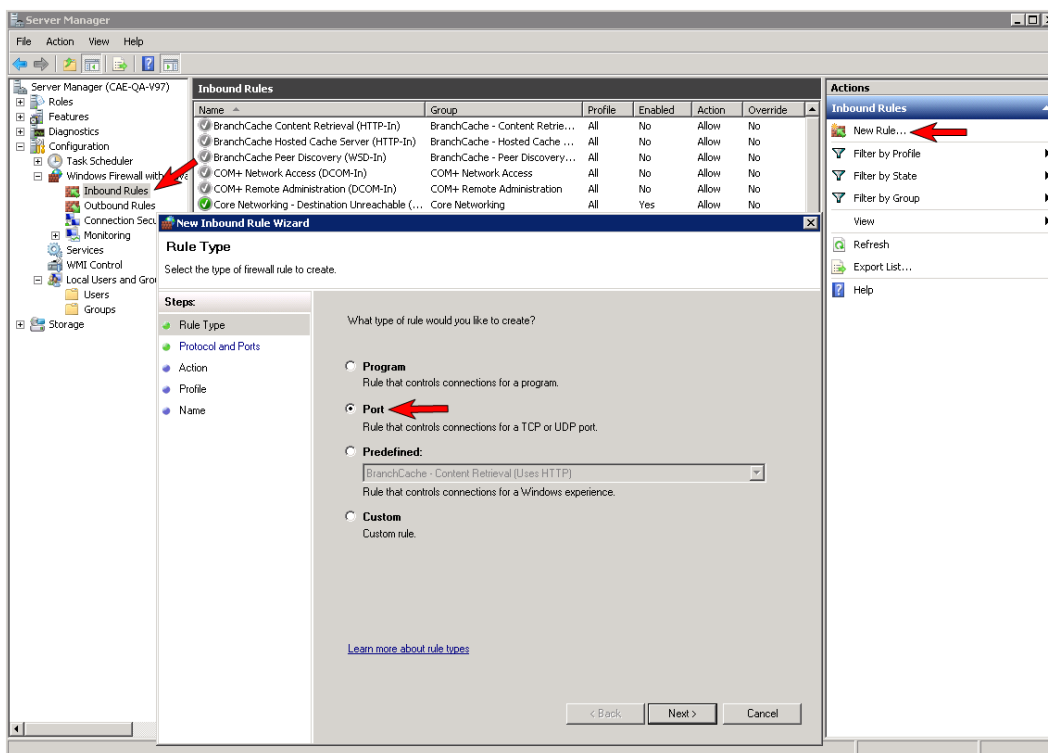 Server Manager
File Action View Help
Server Manager (CAE-QA-V97)
Roles
Features
Diagnostics
Configuration
Task Scheduler
Windows Firewall with
Inbound Rules
Outbound Rules
Connection Secu
Monitoring
Services
WMI Control
Local Users and Grou
Users
Groups
Storage
Inbound Rules
Name Group Profile Enabled Action Override
BranchCache Content Retrieval (HTTP-In) BranchCache - Content Retrie... All No Allow No
BranchCache Hosted Cache Server (HTTP-In) BranchCache - Hosted Cache ... All No Allow No
BranchCache Peer Discovery (WSD-In) BranchCache - Peer Discovery... All No Allow No
COM+ Network Access (DCOM-In) COM+ Network Access All No Allow No
COM+ Remote Administration (DCOM-In) COM+ Remote Administration All No Allow No
Core Networking - Destination Unreachable (... Core Networking All Yes Allow No
Actions
Inbound Rules
New Rule...
Filter by Profile
Filter by State
Filter by Group
View
Refresh
Export List...
Help
New Inbound Rule Wizard
Rule Type
Select the type of firewall rule to create.
Steps:
Rule Type
Protocol and Ports
Action
Profile
Name
What type of rule would you like to create?
Program
Rule that controls connections for a program.
Port
Rule that controls connections for a TCP or UDP port.
Predefined:
BranchCache - Content Retrieval (Uses HTTP)
Rule that controls connections for a Windows experience.
Custom
Custom rule.
Learn more about rule types
< Back Next > Cancel